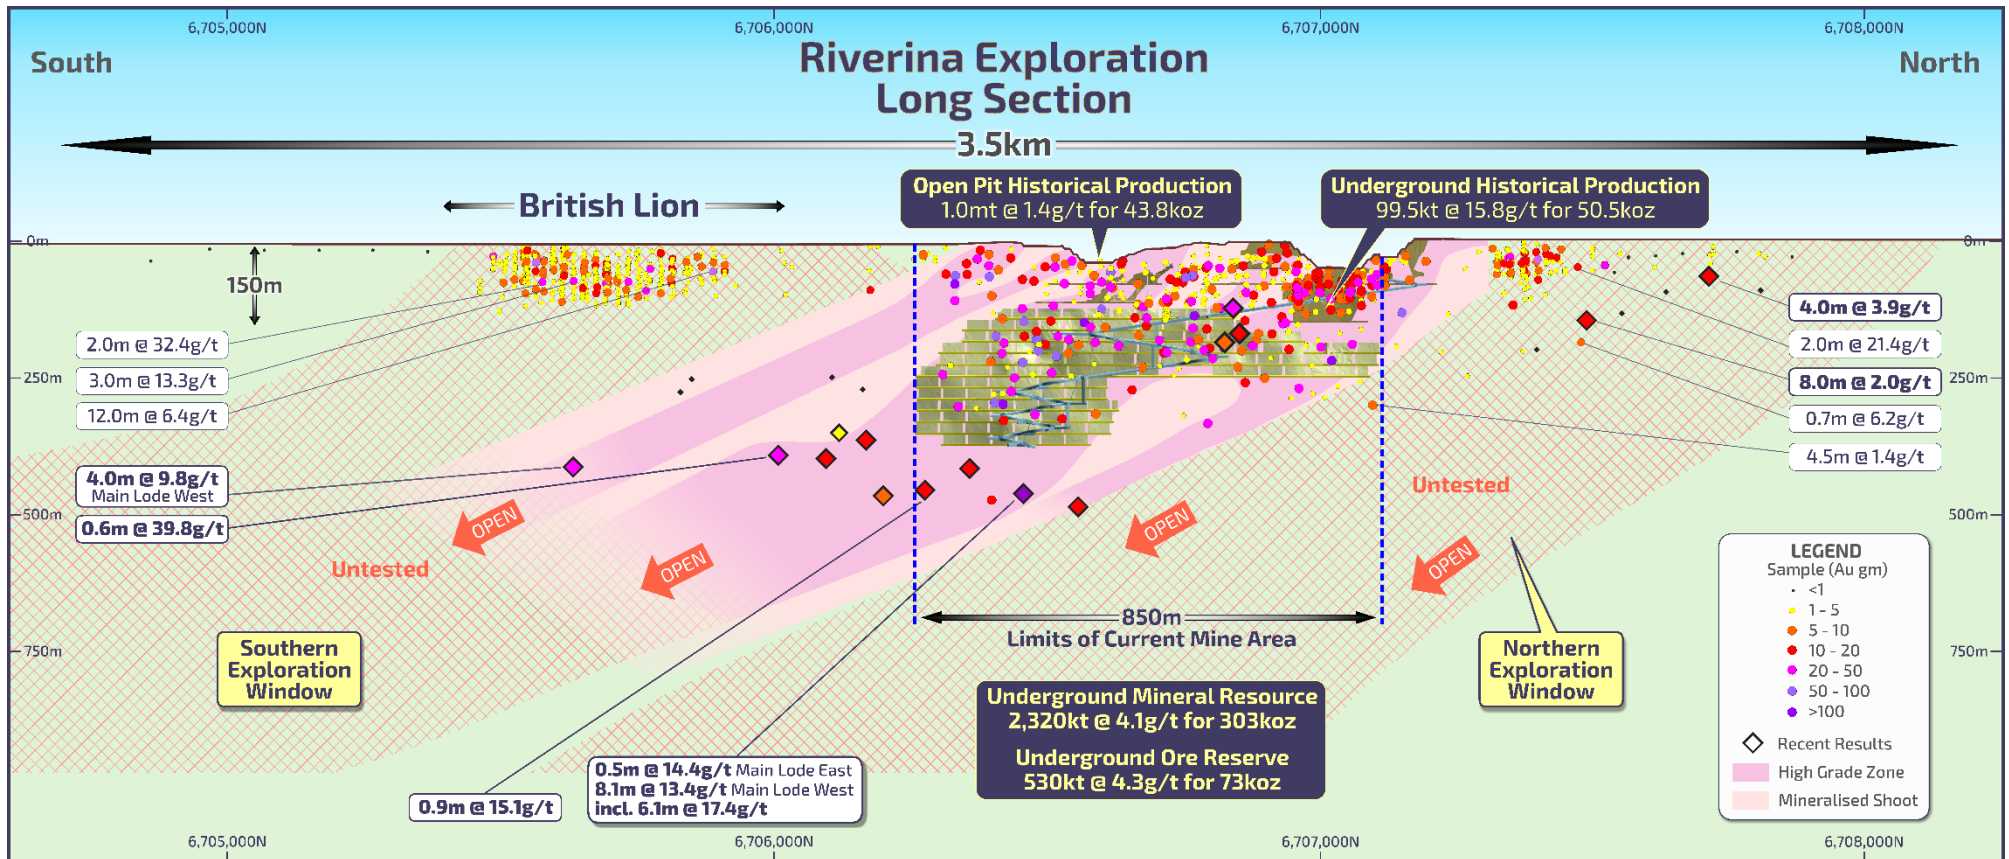 6,705,000N
6,706,000N
6,707,000N
6,708,000N
South
Riverina Exploration
Long Section
North
3.5km
British Lion
Open Pit Historical Production
1.0mt @ 1.4g/t for 43.8koz
Underground Historical Production
99.5kt @ 15.8g/t for 50.5koz
0m
0m
150m
2.0m @ 32.4g/t
3.0m @ 13.3g/t
12.0m @ 6.4g/t
250m
250m
4.0m @ 3.9g/t
2.0m @ 21.4g/t
8.0m @ 2.0g/t
0.7m @ 6.2g/t
4.5m @ 1.4g/t
4.0m @ 9.8g/t
Main Lode West
0.6m @ 39.8g/t
500m
500m
OPEN
OPEN
OPEN
OPEN
Untested
Untested
850m
Limits of Current Mine Area
750m
750m
Southern
Exploration
Window
Northern
Exploration
Window
Underground Mineral Resource
2,320kt @ 4.1g/t for 303koz
Underground Ore Reserve
530kt @ 4.3g/t for 73koz
0.9m @ 15.1g/t
0.5m @ 14.4g/t Main Lode East
8.1m @ 13.4g/t Main Lode West
incl. 6.1m @ 17.4g/t
LEGEND
Sample (Au gm)
<1
1 - 5
5 - 10
10 - 20
20 - 50
50 - 100
>100
Recent Results
High Grade Zone
Mineralised Shoot
6,705,000N
6,706,000N
6,707,000N
6,708,000N